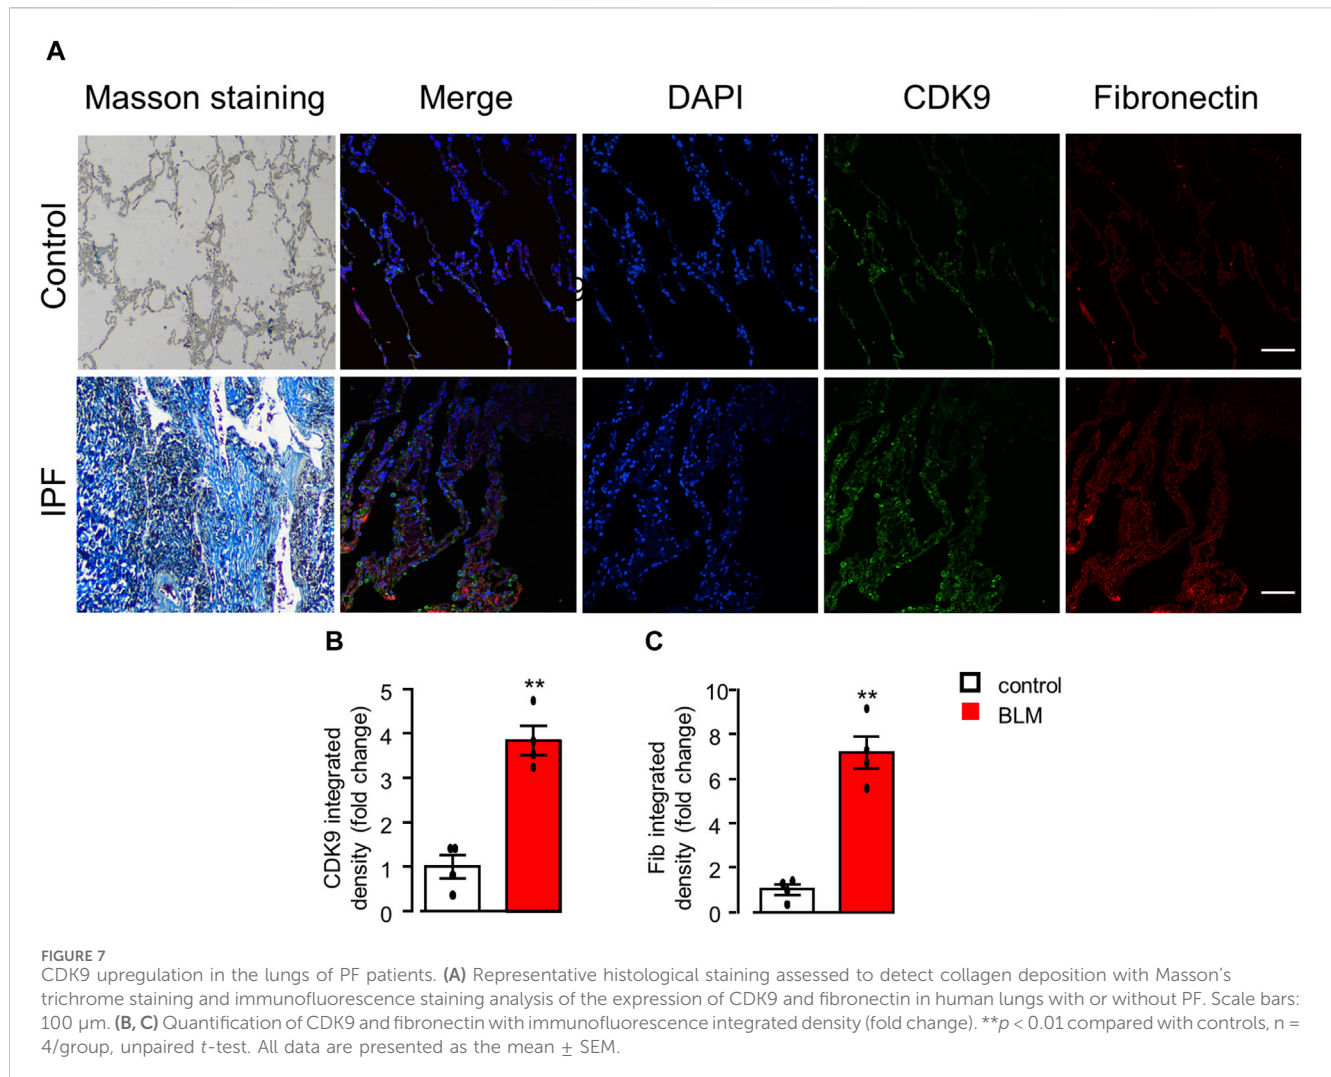 A
Masson staining Merge DAPI CDK9 Fibronectin
Control
9
IPF
B
CDK9 integrated
density (fold change)
5
4
3
2
1
0
**
C
Fib integrated
density (fold change)
10
8
6
4
2
0
**
control
BLM
FIGURE 7
CDK9 upregulation in the lungs of PF patients. (A) Representative histological staining assessed to detect collagen deposition with Masson's
trichrome staining and immunofluorescence staining analysis of the expression of CDK9 and fibronectin in human lungs with or without PF. Scale bars:
100 μm. (B, C) Quantification of CDK9 and fibronectin with immunofluorescence integrated density (fold change). **p < 0.01 compared with controls, n =
4/group, unpaired t-test. All data are presented as the mean ± SEM.